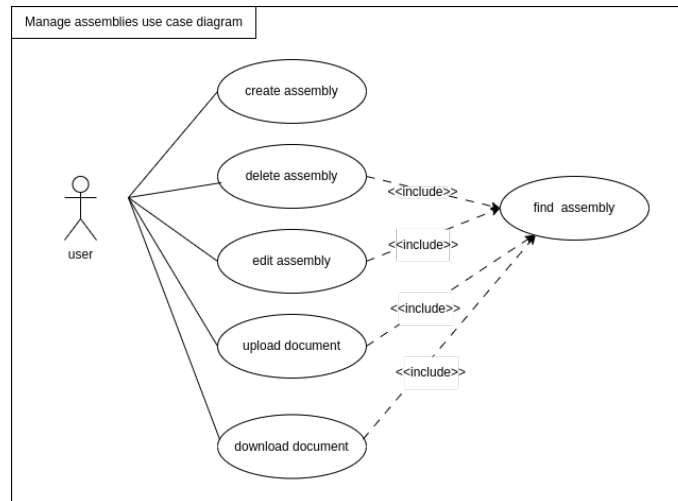 Manage assemblies use case diagram
create assembly
delete assembly
<<include>>
find assembly
user
edit assembly
<<include>>
upload document
<<include>>
<<include>>
download document